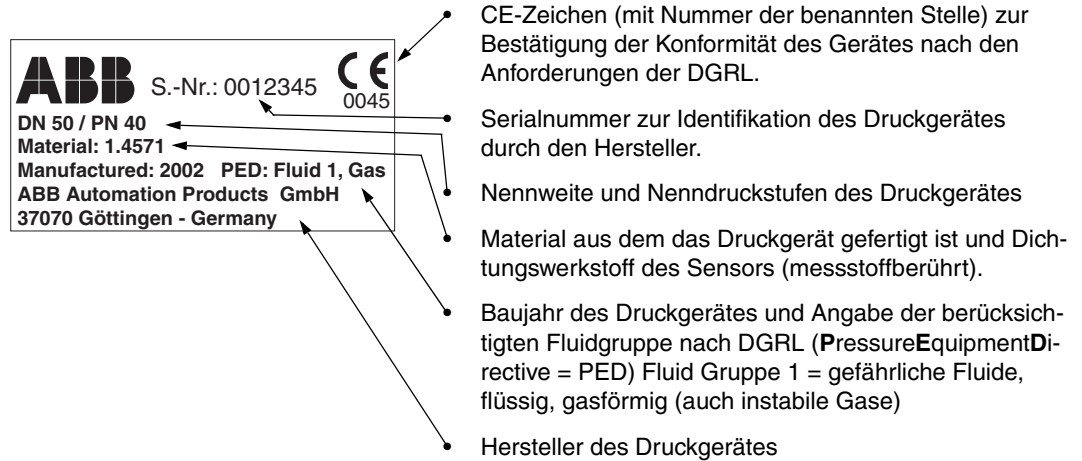 ABB S.-Nr.: 0012345 CE
0045
DN 50 / PN 40
Material: 1.4571
Manufactured: 2002 PED: Fluid 1, Gas
ABB Automation Products GmbH
37070 Göttingen - Germany
• CE-Zeichen (mit Nummer der benannten Stelle) zur
Bestätigung der Konformität des Gerätes nach den
Anforderungen der DGRL.
• Serialnummer zur Identifikation des Druckgerätes
durch den Hersteller.
• Nennweite und Nenndruckstufen des Druckgerätes
• Material aus dem das Druckgerät gefertigt ist und Dich-
tungswerkstoff des Sensors (messstoffberührt).
• Baujahr des Druckgerätes und Angabe der berücksich-
tigten Fluidgruppe nach DGRL (PressureEquipmentDi-
rective = PED) Fluid Gruppe 1 = gefährliche Fluide,
flüssig, gasförmig (auch instabile Gase)
• Hersteller des Druckgerätes